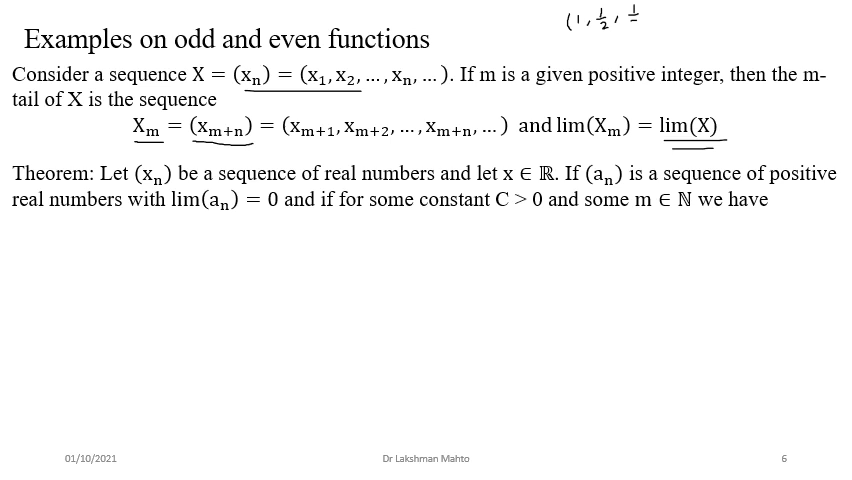 (1, 1/2, 1
Examples on odd and even functions
Consider a sequence X = (xₙ) = (x₁, x₂, … , xₙ, … ). If m is a given positive integer, then the m-
tail of X is the sequence
Xₘ = (xₘ₊ₙ) = (xₘ₊₁, xₘ₊₂, … , xₘ₊ₙ, … ) and lim(Xₘ) = lim(X)
Theorem: Let (xₙ) be a sequence of real numbers and let x ∈ ℝ. If (aₙ) is a sequence of positive
real numbers with lim(aₙ) = 0 and if for some constant C > 0 and some m ∈ ℕ we have
01/10/2021 Dr Lakshman Mahto 6